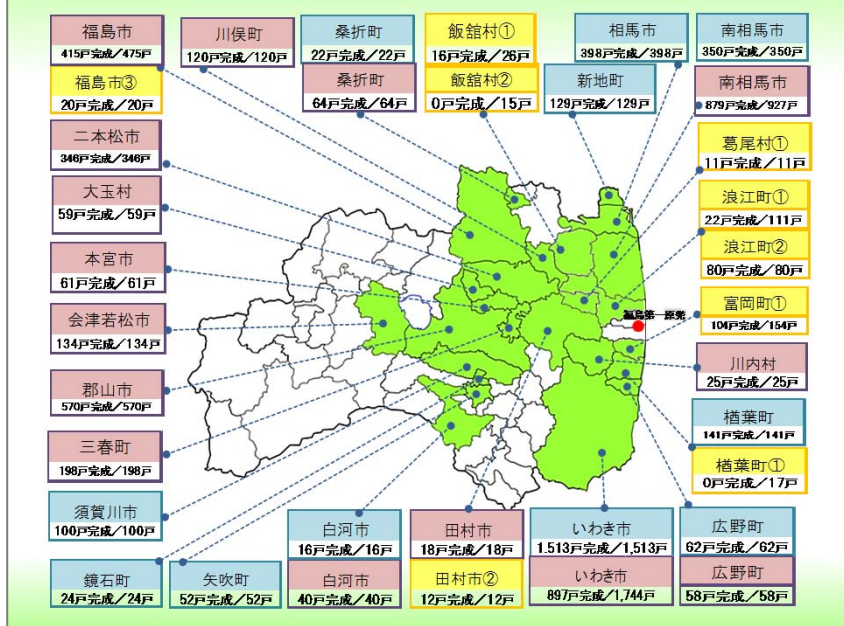 福島市
415戸完成／475戸
福島市③
20戸完成／20戸
川俣町
120戸完成／120戸
桑折町
22戸完成／22戸
桑折町
64戸完成／64戸
飯舘村①
16戸完成／26戸
飯舘村②
0戸完成／15戸
相馬市
398戸完成／398戸
新地町
129戸完成／129戸
南相馬市
350戸完成／350戸
南相馬市
879戸完成／927戸
二本松市
346戸完成／346戸
大玉村
59戸完成／59戸
本宮市
61戸完成／61戸
会津若松市
134戸完成／134戸
郡山市
570戸完成／570戸
三春町
198戸完成／198戸
須賀川市
100戸完成／100戸
鏡石町
24戸完成／24戸
矢吹町
52戸完成／52戸
葛尾村①
11戸完成／11戸
浪江町①
22戸完成／111戸
浪江町②
80戸完成／80戸
富岡町①
104戸完成／154戸
福島第一原発
川内村
25戸完成／25戸
楢葉町
141戸完成／141戸
楢葉町①
0戸完成／17戸
白河市
16戸完成／16戸
白河市
40戸完成／40戸
田村市
18戸完成／18戸
田村市②
12戸完成／12戸
いわき市
1.513戸完成／1,513戸
いわき市
897戸完成／1,744戸
広野町
62戸完成／62戸
広野町
58戸完成／58戸